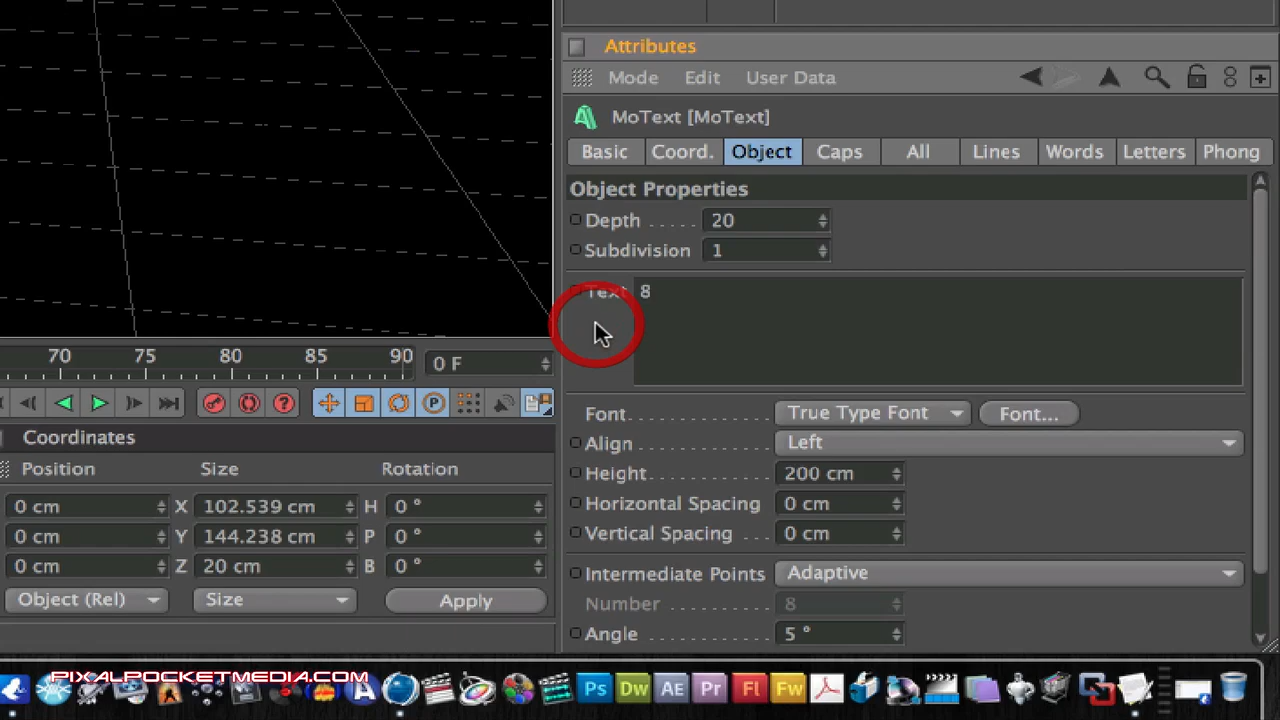 Attributes
Mode Edit User Data
MoText [MoText]
Basic Coord. Object Caps All Lines Words Letters Phong
Object Properties
Depth . . . . . 20
Subdivision 1
Text 8
70 75 80 85 90 0 F
Font. . . . . . . . . . . . True Type Font Font...
Align . . . . . . . . . . . Left
Height. . . . . . . . . . 200 cm
Horizontal Spacing 0 cm
Vertical Spacing . . . 0 cm
Intermediate Points Adaptive
Number . . . . . . . . . 8
Angle . . . . . . . . . . . 5 °
Coordinates
Position Size Rotation
0 cm X 102.539 cm H 0 °
0 cm Y 144.238 cm P 0 °
0 cm Z 20 cm B 0 °
Object (Rel) Size Apply
PIXALPOCKETMEDIA.COM
Ps Dw AE Pr Fl Fw